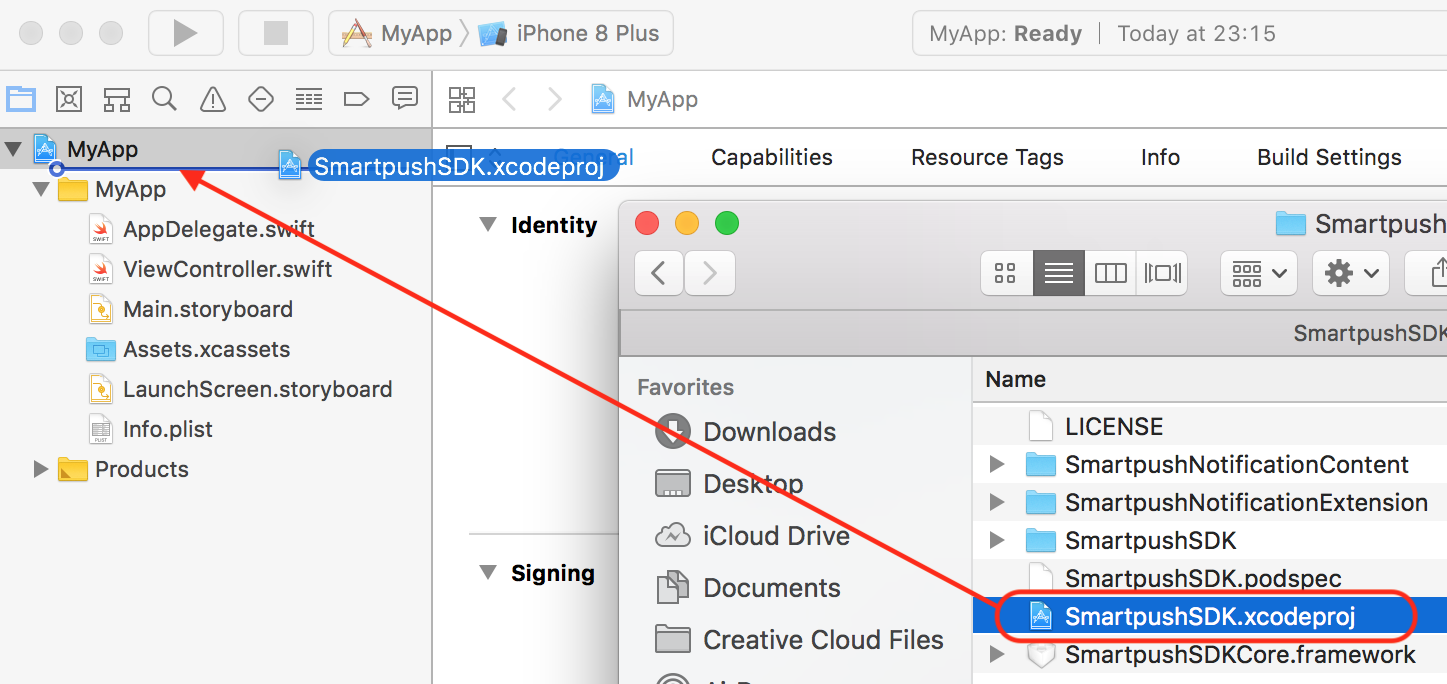 MyApp
iPhone 8 Plus
MyApp: Ready
Today at 23:15
MyApp
MyApp
SmartpushSDK.xcodeproj
General
Capabilities
Resource Tags
Info
Build Settings
MyApp
AppDelegate.swift
ViewController.swift
Main.storyboard
Assets.xcassets
LaunchScreen.storyboard
Info.plist
Products
Identity
Signing
Smartpush
SmartpushSDK
Favorites
Downloads
Desktop
iCloud Drive
Documents
Creative Cloud Files
Name
LICENSE
SmartpushNotificationContent
SmartpushNotificationExtension
SmartpushSDK
SmartpushSDK.podspec
SmartpushSDK.xcodeproj
SmartpushSDKCore.framework